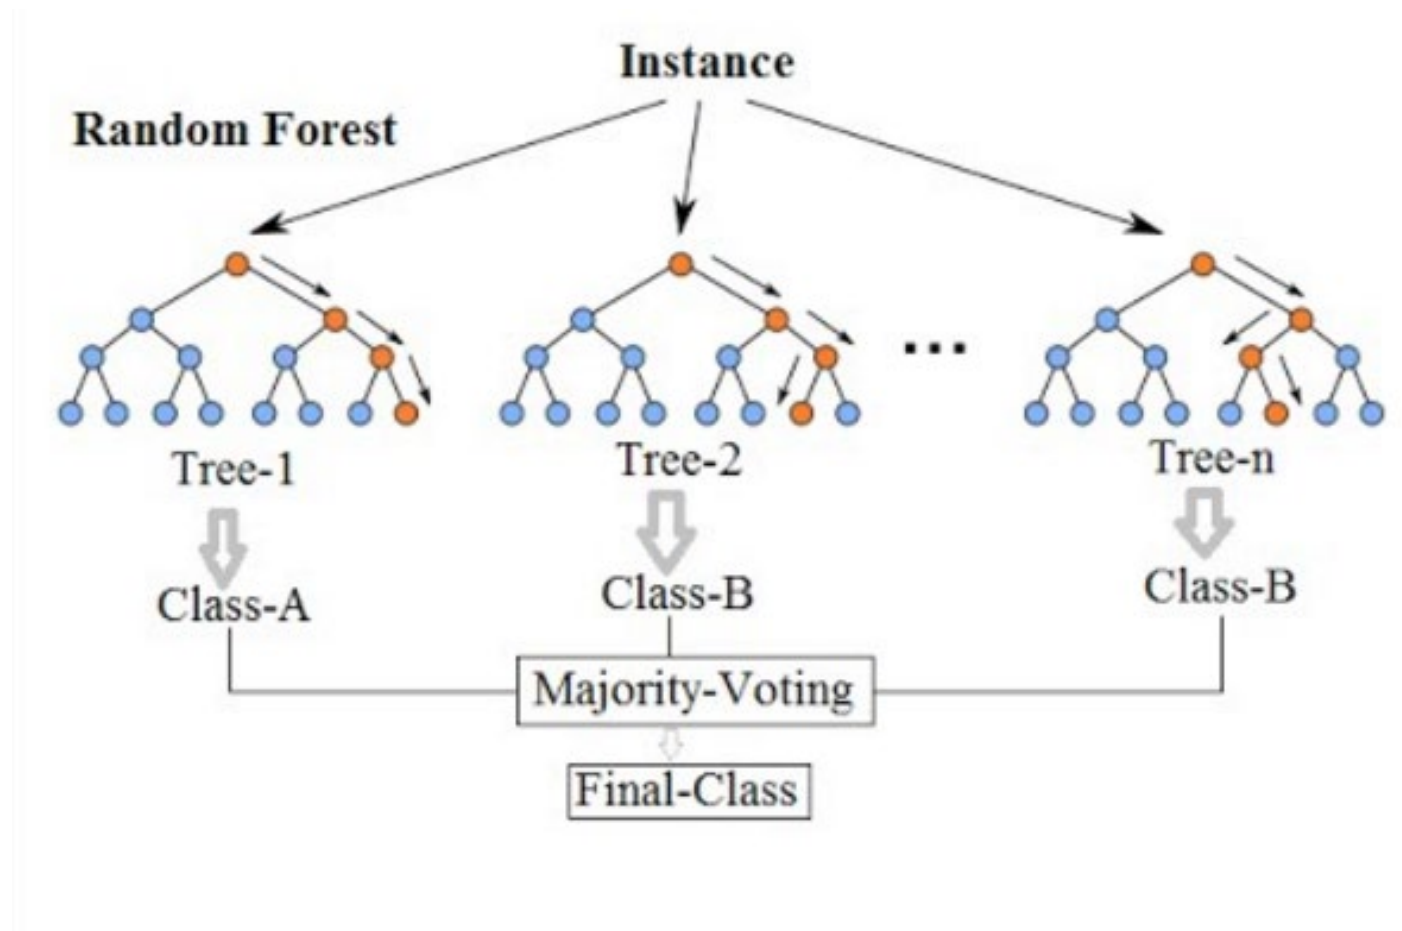 Instance
Random Forest
...
Tree-1
Tree-2
Tree-n
Class-A
Class-B
Class-B
Majority-Voting
Final-Class